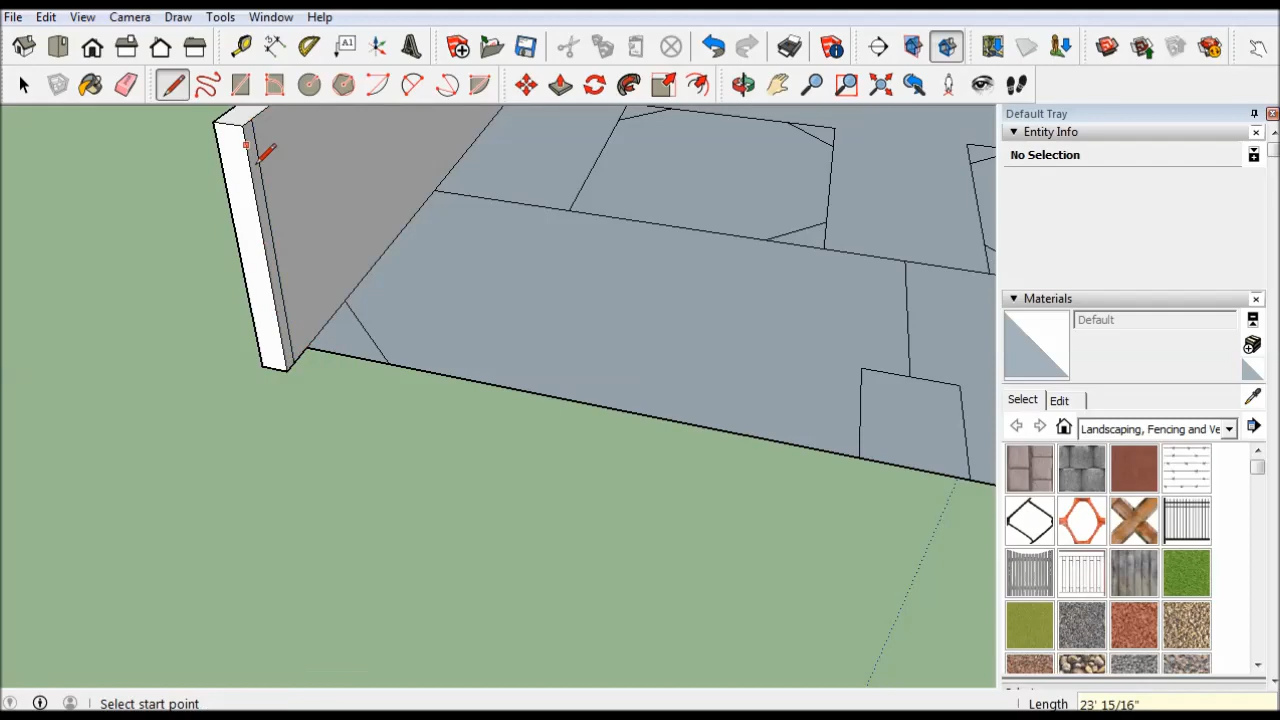 File Edit View Camera Draw Tools Window Help
A1
Default Tray
Entity Info
No Selection
Materials
Default
Select Edit
Landscaping, Fencing and Ve
Select start point
Length 23' 15/16"